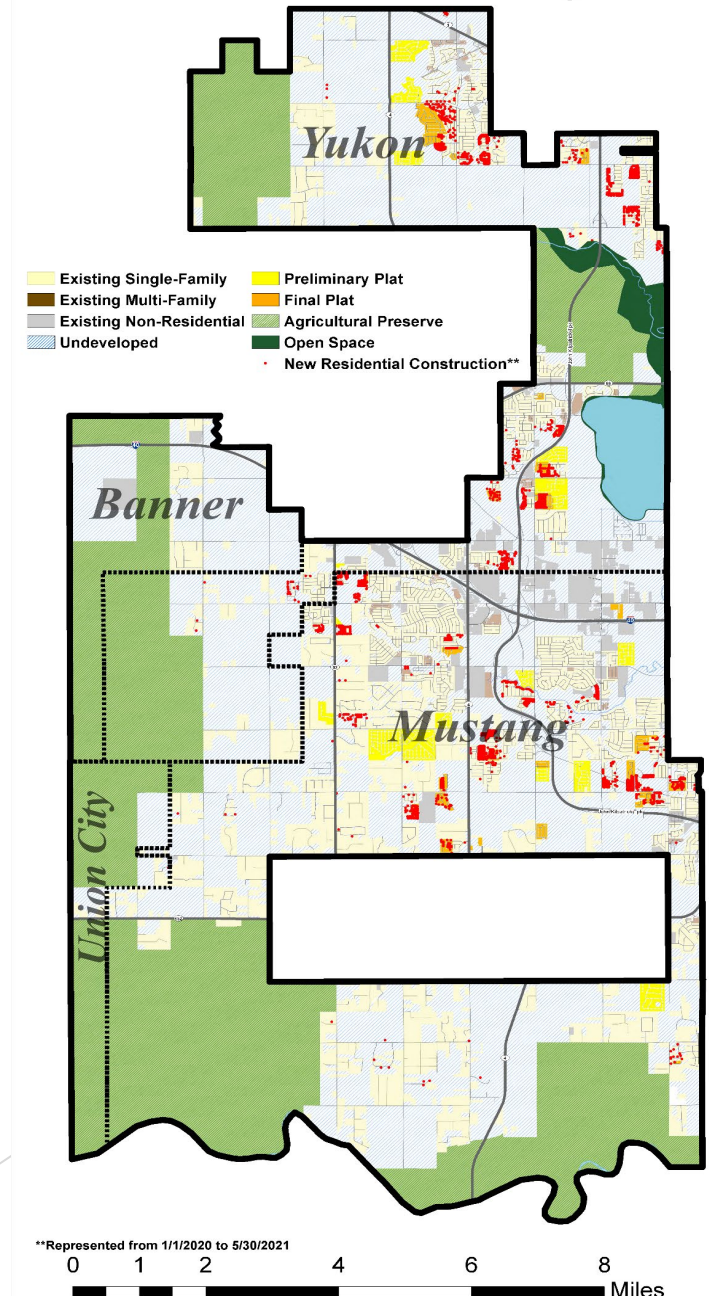 Yukon
Existing Single-Family
Preliminary Plat
Existing Multi-Family
Final Plat
Existing Non-Residential
Agricultural Preserve
Undeveloped
Open Space
New Residential Construction**
Banner
Mustang
Union City
**Represented from 1/1/2020 to 5/30/2021
0 1 2 4 6 8
Miles